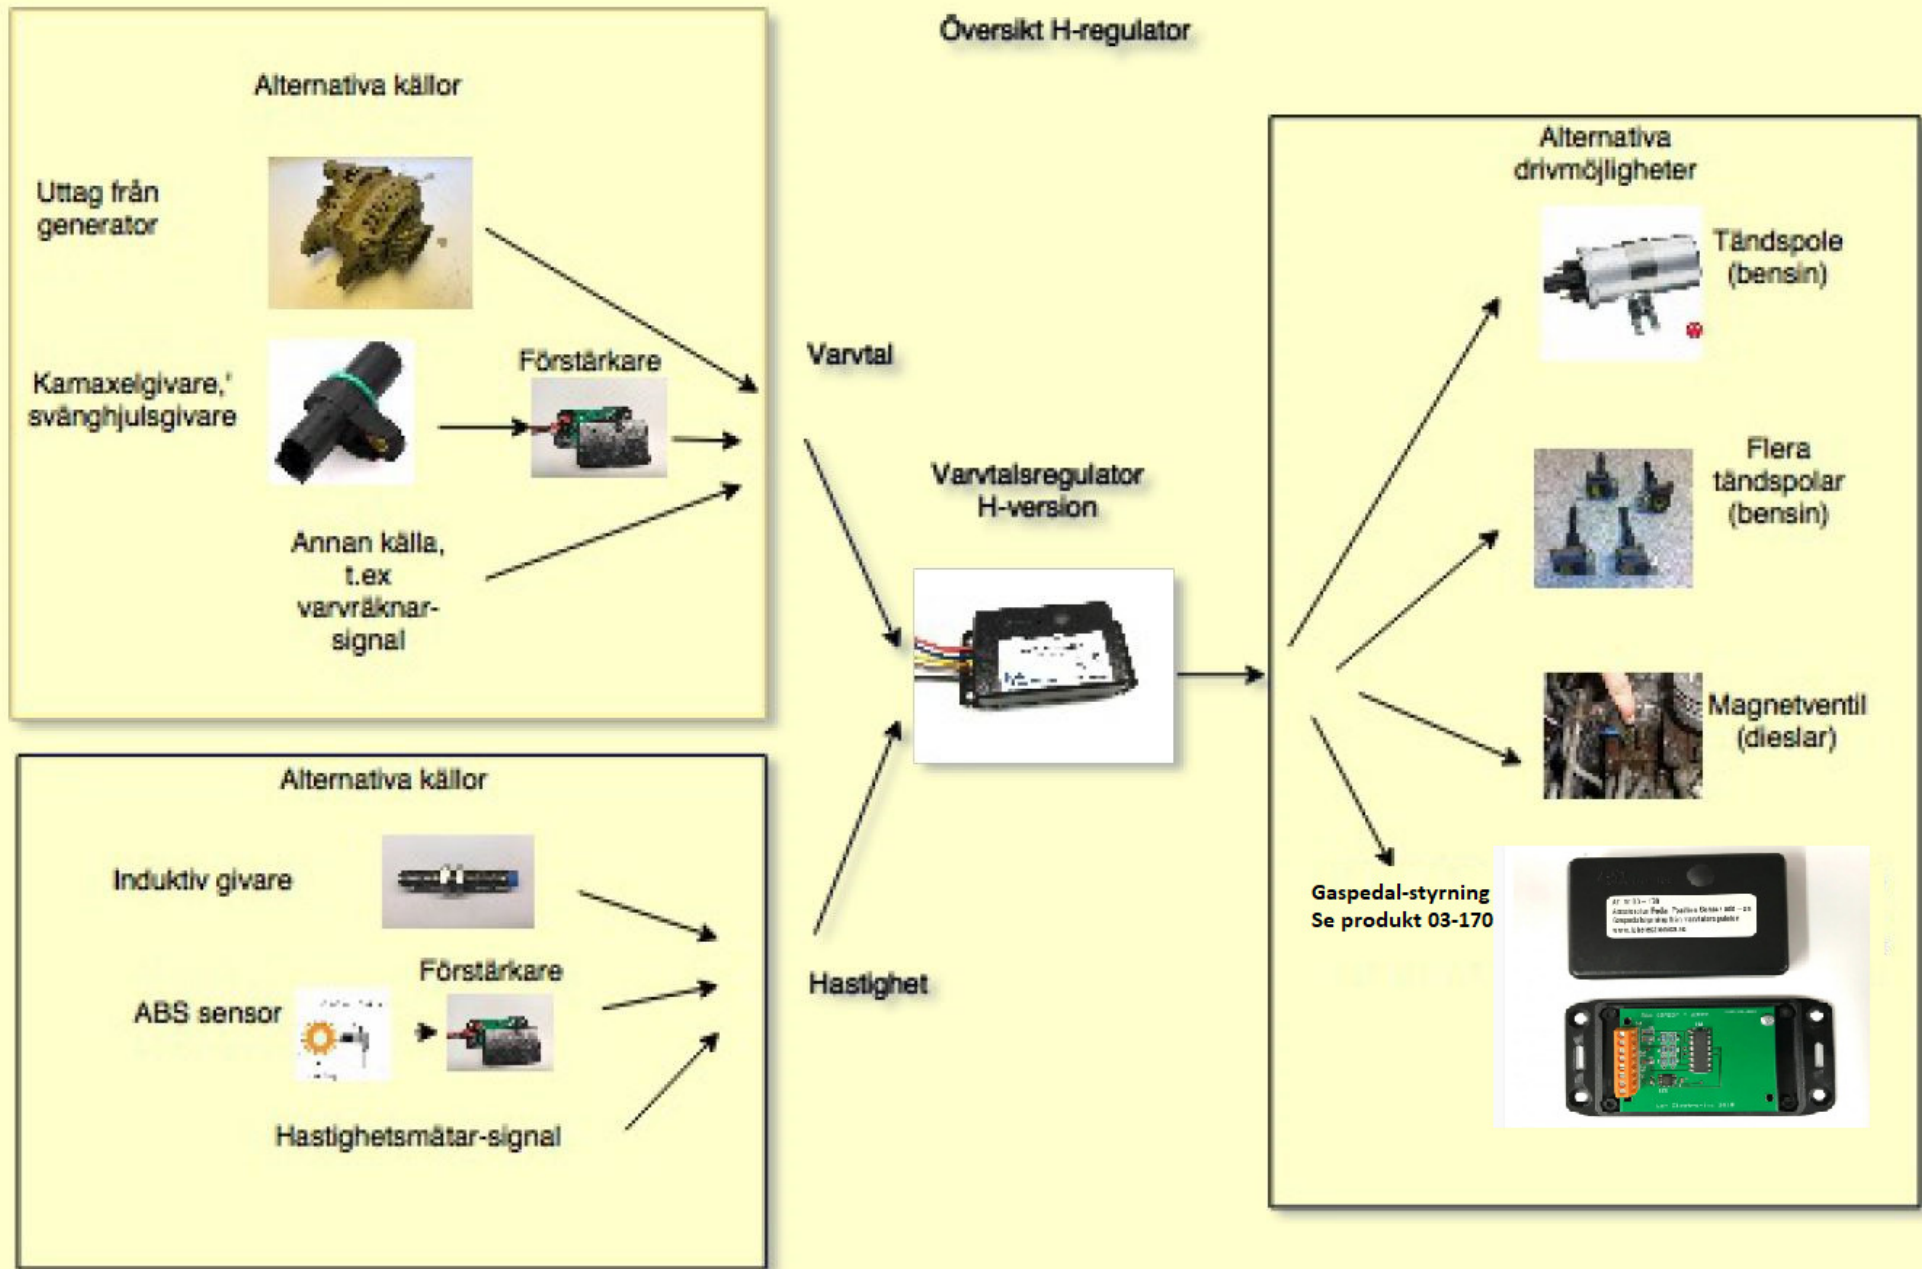 Översikt H-regulator
Alternativa källor
Uttag från
generator
Kamaxelgivare,'
svänghjulsgivare
Förstärkare
Annan källa,
t.ex
varvräknar-
signal
Varvtal
Varvtalsregulator
H-version
Alternativa källor
Induktiv givare
ABS sensor
Förstärkare
Hastighetsmätar-signal
Hastighet
Alternativa
drivmöjligheter
Tändspole
(bensin)
Flera
tändspolar
(bensin)
Magnetventil
(dieslar)
Gaspedal-styrning
Se produkt 03-170